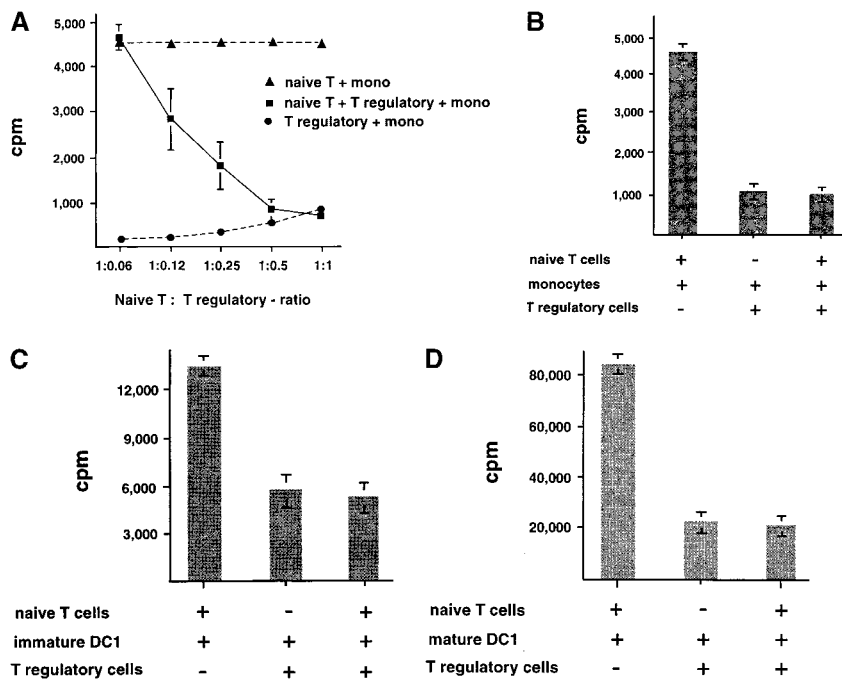 A
5,000
4,000
3,000
2,000
1,000
cpm
naive T + mono
naive T + T regulatory + mono
T regulatory + mono
1:0.06 1:0.12 1:0.25 1:0.5 1:1
Naive T : T regulatory - ratio
B
5,000
4,000
3,000
2,000
1,000
cpm
naive T cells + - +
monocytes + + +
T regulatory cells - + +
C
12,000
9,000
6,000
3,000
cpm
naive T cells + - +
immature DC1 + + +
T regulatory cells - + +
D
80,000
60,000
40,000
20,000
cpm
naive T cells + - +
mature DC1 + + +
T regulatory cells - + +